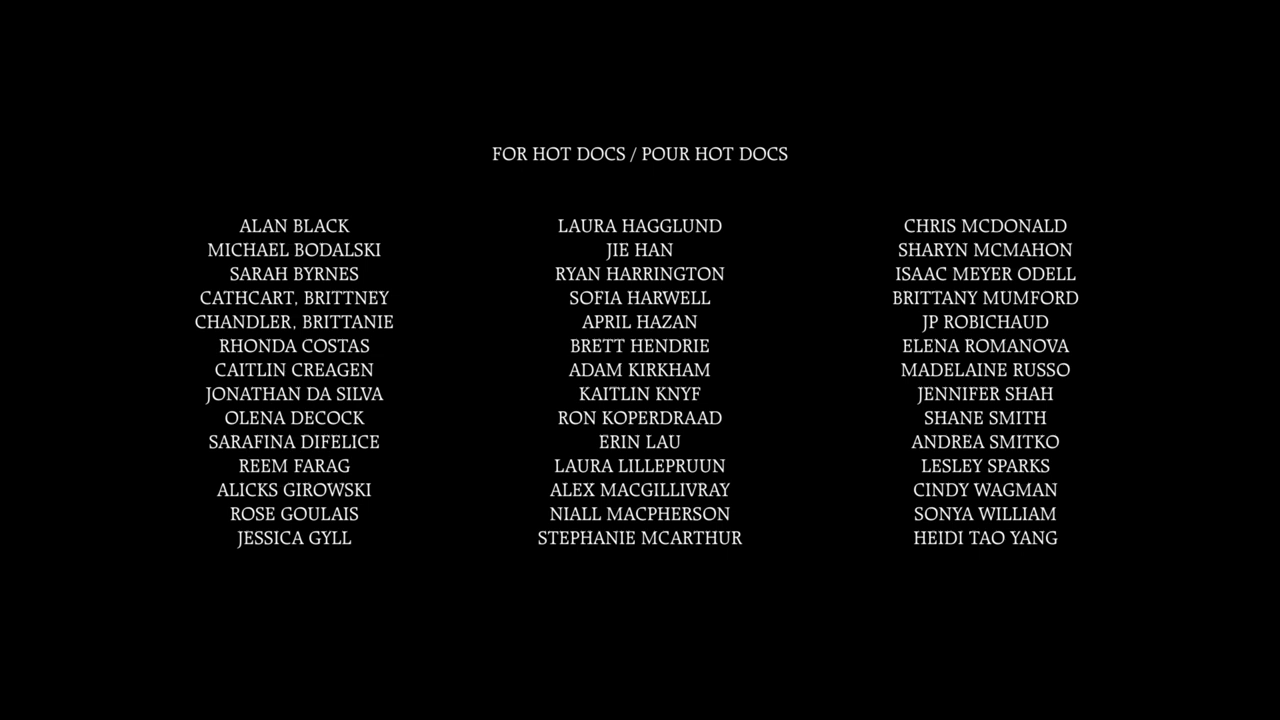 FOR HOT DOCS / POUR HOT DOCS
ALAN BLACK
MICHAEL BODALSKI
SARAH BYRNES
CATHCART, BRITTNEY
CHANDLER, BRITTANIE
RHONDA COSTAS
CAITLIN CREAGEN
JONATHAN DA SILVA
OLENA DECOCK
SARAFINA DIFELICE
REEM FARAG
ALICKS GIROWSKI
ROSE GOULAIS
JESSICA GYLL
LAURA HAGGLUND
JIE HAN
RYAN HARRINGTON
SOFIA HARWELL
APRIL HAZAN
BRETT HENDRIE
ADAM KIRKHAM
KAITLIN KNYF
RON KOPERDRAAD
ERIN LAU
LAURA LILLEPRUUN
ALEX MACGILLIVRAY
NIALL MACPHERSON
STEPHANIE MCARTHUR
CHRIS MCDONALD
SHARYN MCMAHON
ISAAC MEYER ODELL
BRITTANY MUMFORD
JP ROBICHAUD
ELENA ROMANOVA
MADELAINE RUSSO
JENNIFER SHAH
SHANE SMITH
ANDREA SMITKO
LESLEY SPARKS
CINDY WAGMAN
SONYA WILLIAM
HEIDI TAO YANG